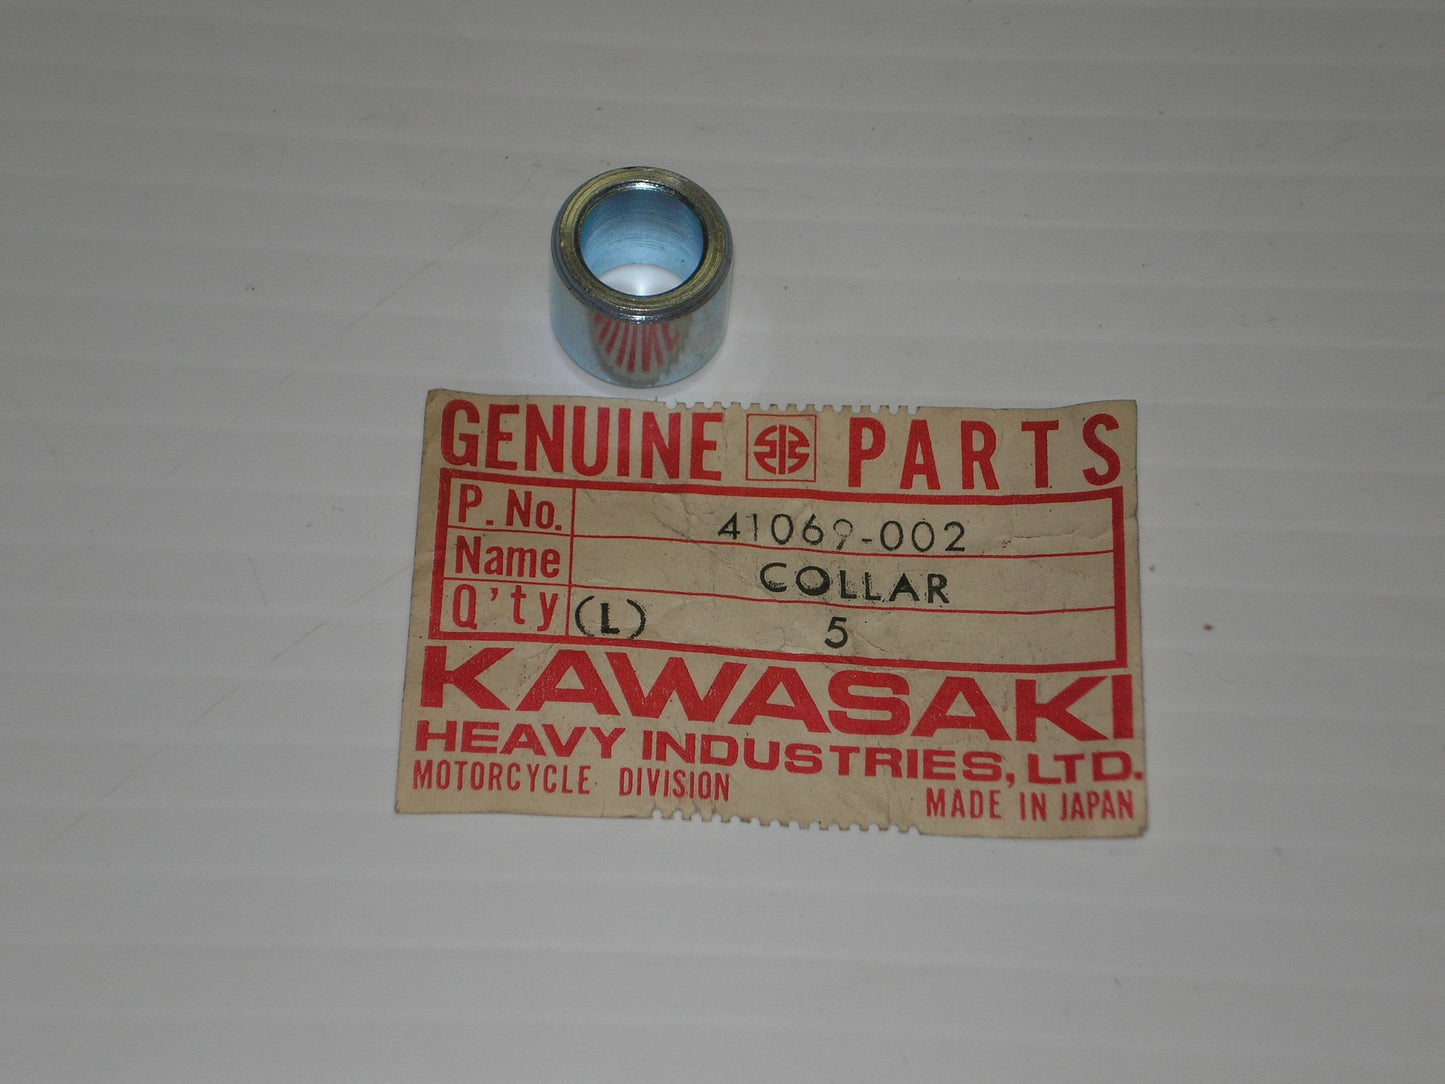 GENUINE PARTS
P. No. 41069-002
Name COLLAR
Q'ty (L) 5
KAWASAKI
HEAVY INDUSTRIES, LTD.
MOTORCYCLE DIVISION MADE IN JAPAN